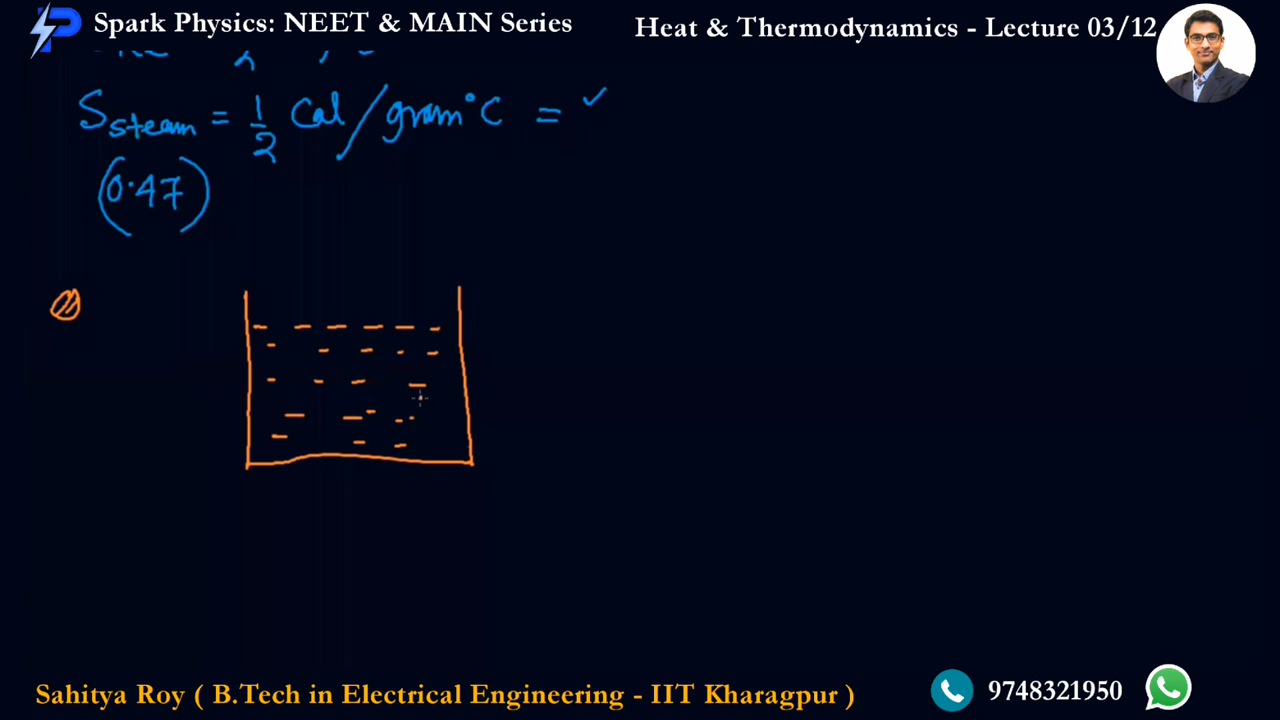 Spark Physics: NEET & MAIN Series
Heat & Thermodynamics - Lecture 03/12
S steam = 1/2 Cal/gram°C = ✓
(0.47)
Sahitya Roy ( B.Tech in Electrical Engineering - IIT Kharagpur )
9748321950